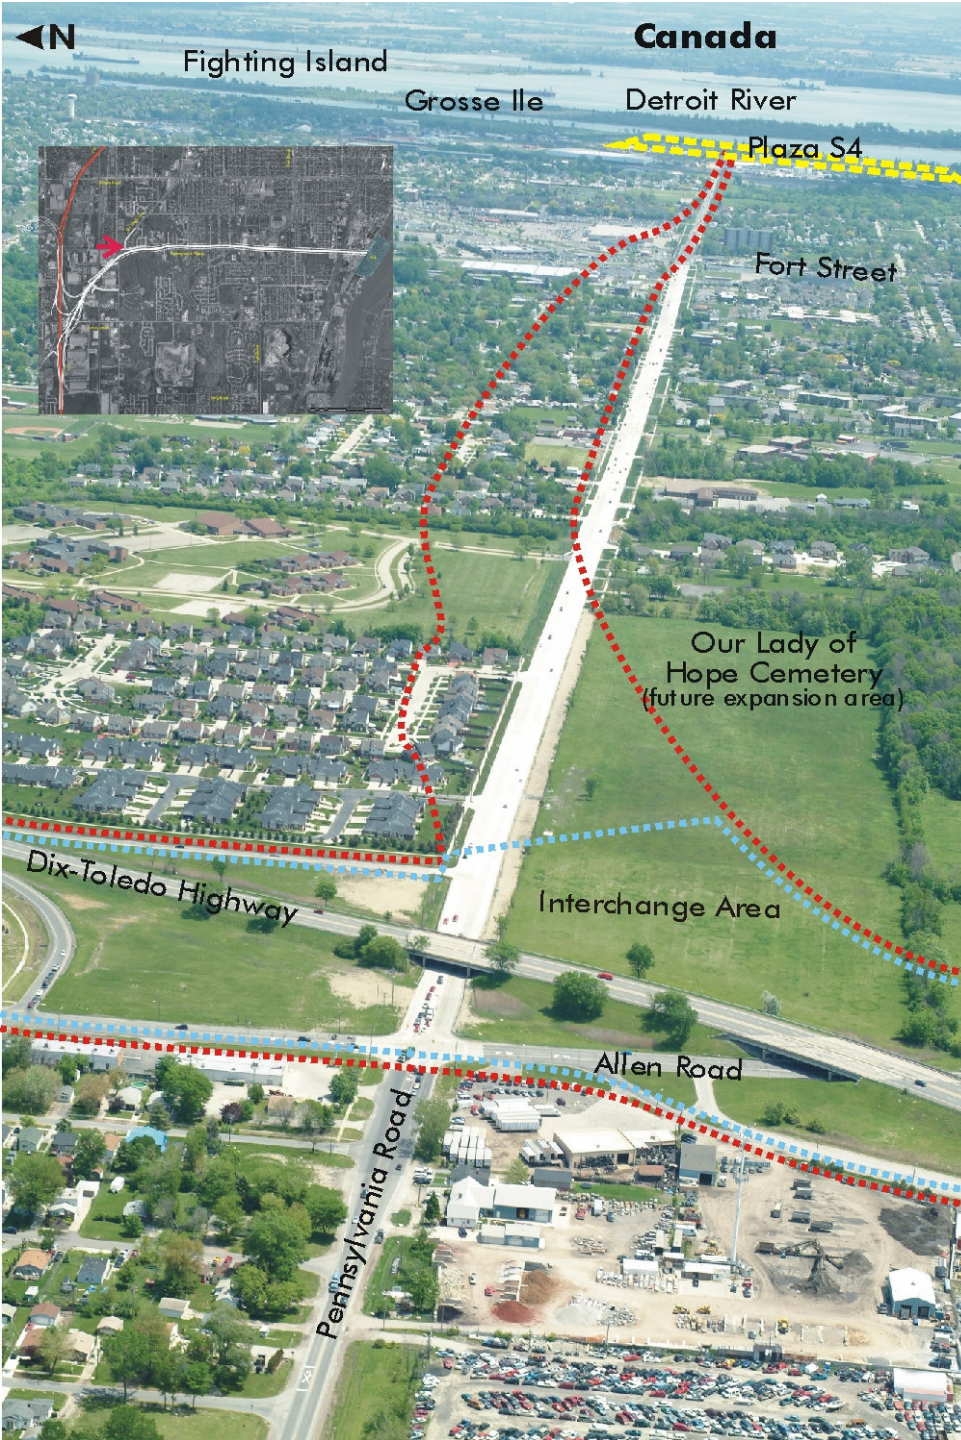 N
Canada
Fighting Island
Grosse Ile
Detroit River
Plaza S4
Fort Street
Our Lady of
Hope Cemetery
(future expansion area)
Dix-Toledo Highway
Interchange Area
Allen Road
Pennsylvania Road